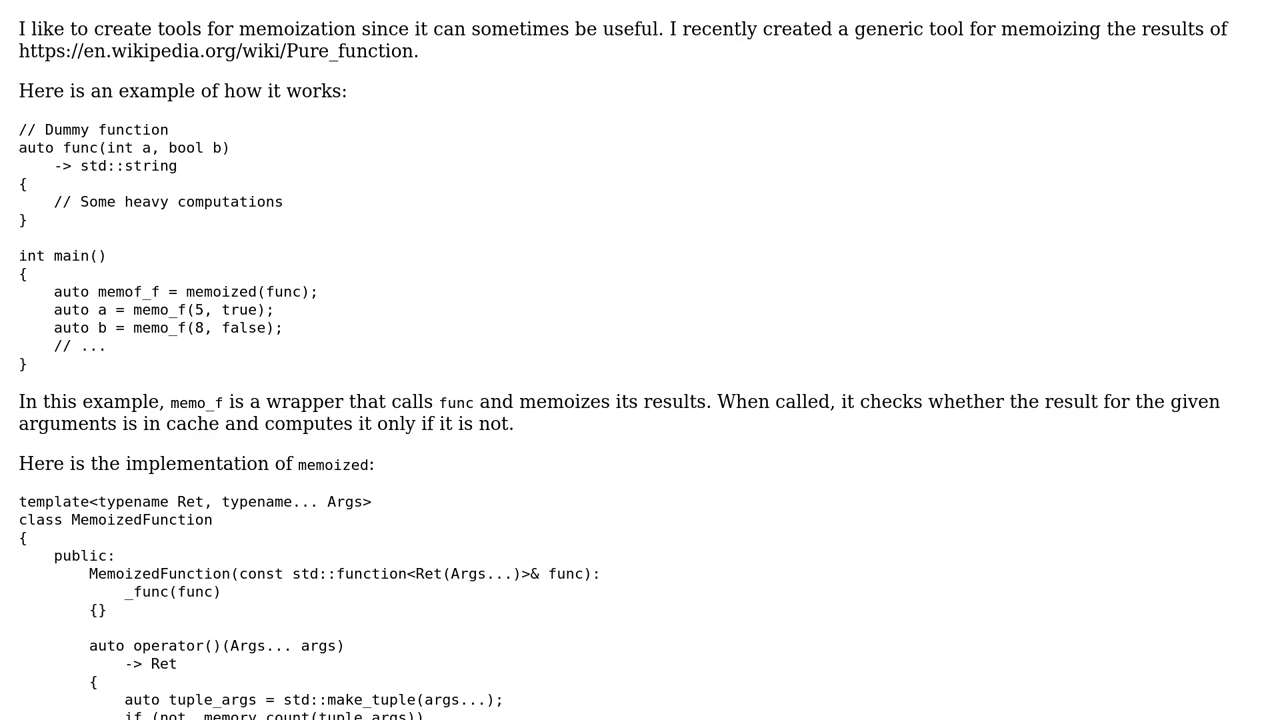 I like to create tools for memoization since it can sometimes be useful. I recently created a generic tool for memoizing the results of
https://en.wikipedia.org/wiki/Pure_function.
Here is an example of how it works:
// Dummy function
auto func(int a, bool b)
    -> std::string
{
    // Some heavy computations
}
int main()
{
    auto memof_f = memoized(func);
    auto a = memo_f(5, true);
    auto b = memo_f(8, false);
    // ...
}
In this example, memo_f is a wrapper that calls func and memoizes its results. When called, it checks whether the result for the given
arguments is in cache and computes it only if it is not.
Here is the implementation of memoized:
template<typename Ret, typename... Args>
class MemoizedFunction
{
    public:
        MemoizedFunction(const std::function<Ret(Args...)>& func):
            _func(func)
        {}
        auto operator()(Args... args)
            -> Ret
        {
            auto tuple_args = std::make_tuple(args...);
            if (not _memory.count(tuple_args))